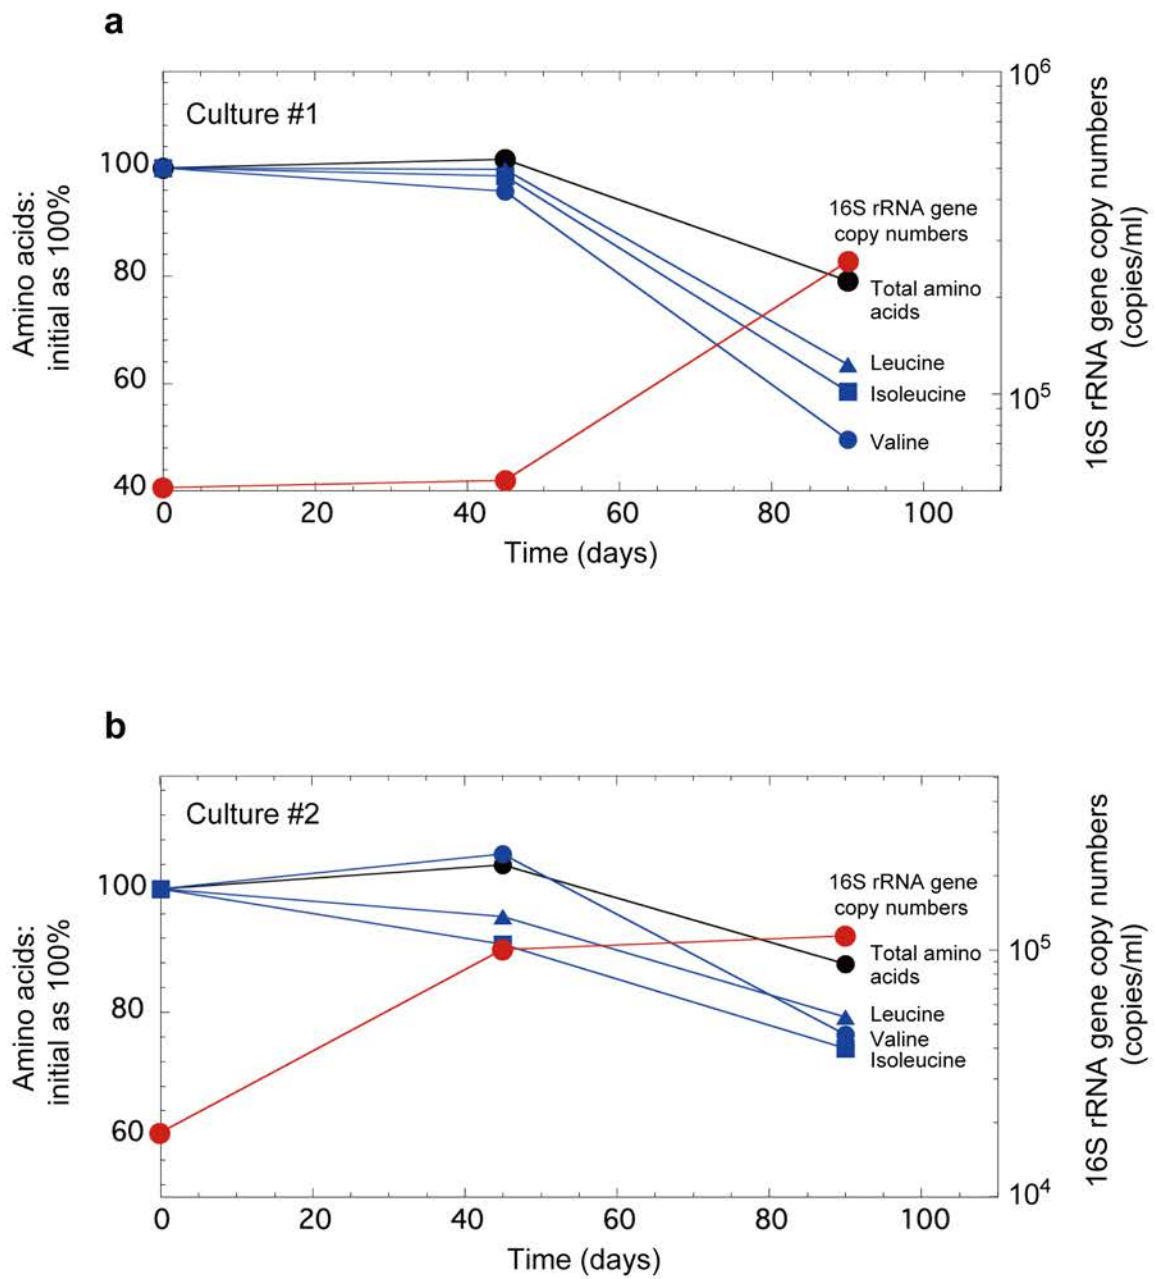 a
Culture #1
10⁶
100
80
60
40
10⁵
Amino acids:
initial as 100%
16S rRNA gene copy numbers
(copies/ml)
16S rRNA gene
copy numbers
Total amino
acids
Leucine
Isoleucine
Valine
0 20 40 60 80 100
Time (days)
b
Culture #2
100
80
60
10⁵
10⁴
Amino acids:
initial as 100%
16S rRNA gene copy numbers
(copies/ml)
16S rRNA gene
copy numbers
Total amino
acids
Leucine
Valine
Isoleucine
0 20 40 60 80 100
Time (days)